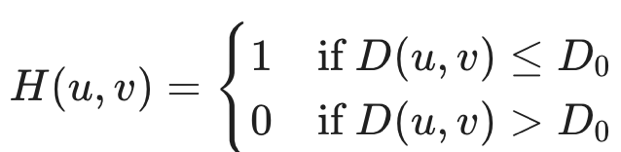 H(u, v) = { 1 if D(u, v) ≤ D₀
0 if D(u, v) > D₀